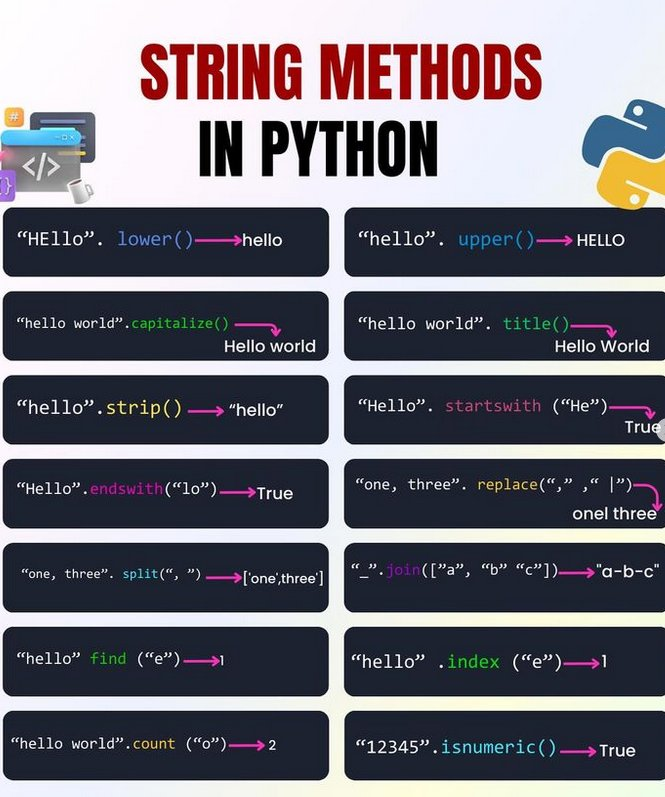 STRING METHODS
IN PYTHON
#
</>
}
“HEllo”. lower() hello
“hello”. upper() HELLO
“hello world”.capitalize()
Hello world
“hello world”. title()
Hello World
“hello”.strip() “hello”
“Hello”. startswith (“He”)
True
“Hello”.endswith(“lo”) True
“one, three”. replace(“,” ,“ |”)
onel three
“one, three”. split(“, ”) ['one',three']
“_”.join([”a”, “b” “c”]) "a-b-c"
“hello” find (“e”) 1
“hello” .index (“e”) 1
“hello world”.count (“o”) 2
“12345”.isnumeric() True